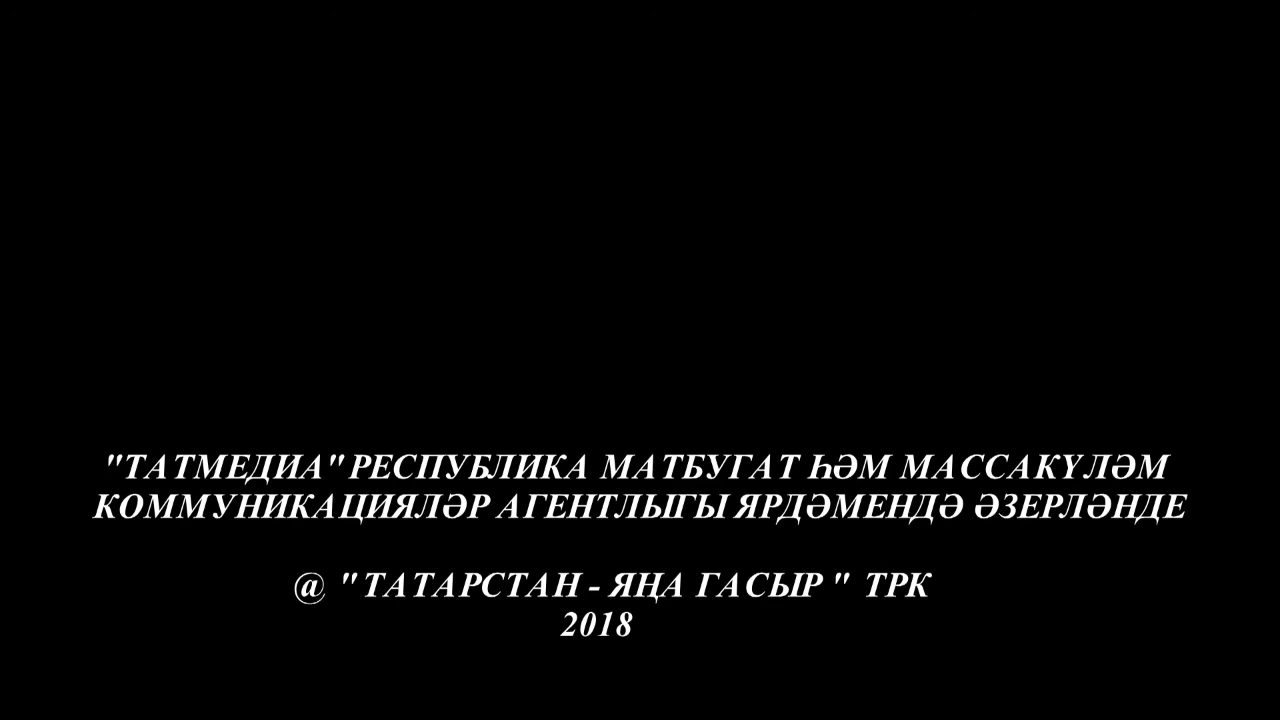 "ТАТМЕДИА" РЕСПУБЛИКА МАТБУГАТ ҺӘМ МАССАКҮЛӘМ
КОММУНИКАЦИЯЛӘР АГЕНТЛЫГЫ ЯРДӘМЕНДӘ ӘЗЕРЛӘНДЕ
@ "ТАТАРСТАН - ЯҢА ГАСЫР " ТРК
2018